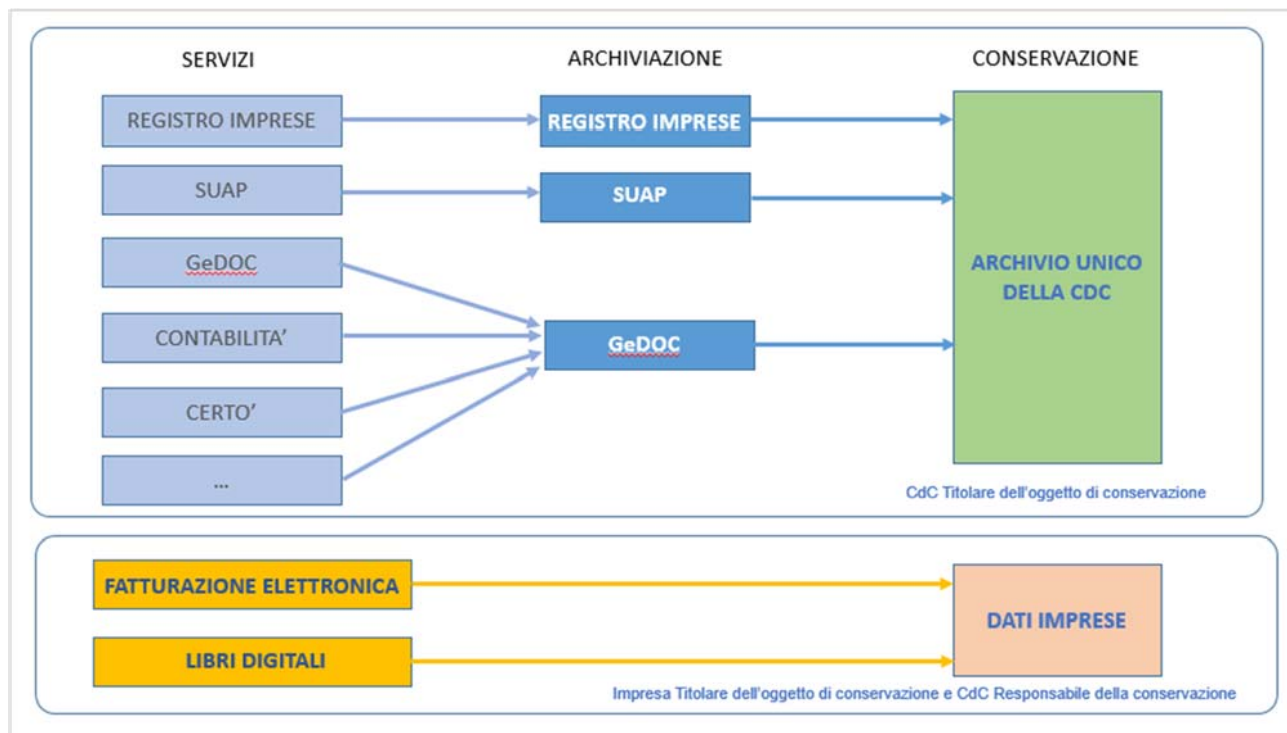 SERVIZI
ARCHIVIAZIONE
CONSERVAZIONE
REGISTRO IMPRESE
REGISTRO IMPRESE
SUAP
SUAP
GeDOC
ARCHIVIO UNICO
DELLA CDC
CONTABILITA’
GeDOC
CERTO’
...
CdC Titolare dell'oggetto di conservazione
FATTURAZIONE ELETTRONICA
DATI IMPRESE
LIBRI DIGITALI
Impresa Titolare dell'oggetto di conservazione e CdC Responsabile della conservazione